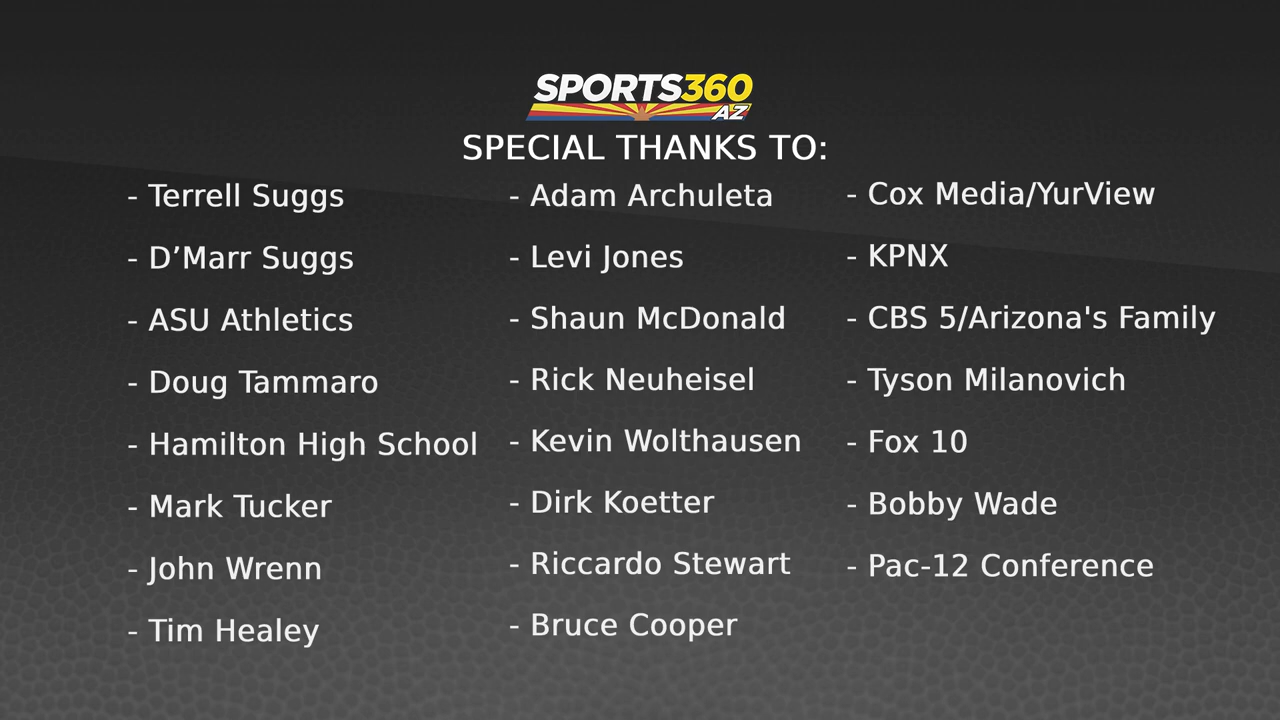 SPORTS360
AZ
SPECIAL THANKS TO:
- Terrell Suggs
- D’Marr Suggs
- ASU Athletics
- Doug Tammaro
- Hamilton High School
- Mark Tucker
- John Wrenn
- Tim Healey
- Adam Archuleta
- Levi Jones
- Shaun McDonald
- Rick Neuheisel
- Kevin Wolthausen
- Dirk Koetter
- Riccardo Stewart
- Bruce Cooper
- Cox Media/YurView
- KPNX
- CBS 5/Arizona's Family
- Tyson Milanovich
- Fox 10
- Bobby Wade
- Pac-12 Conference